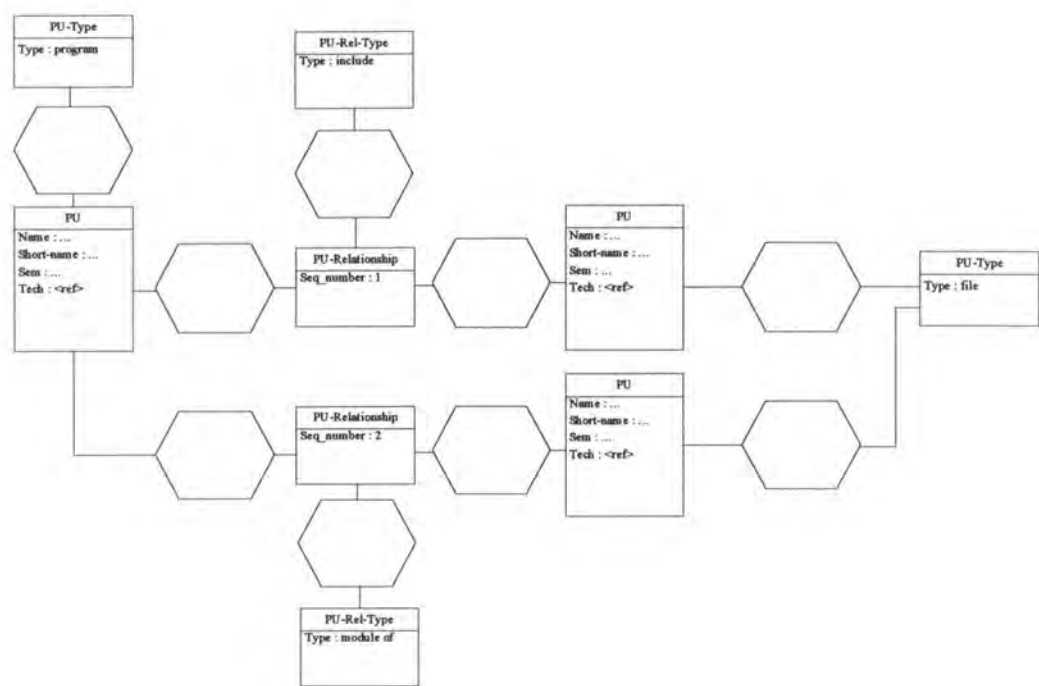 PU-Type
Type : program
PU-Rel-Type
Type : include
PU
Name : ...
Short-name : ...
Sem : ...
Tech : <ref>
PU-Relationship
Seq_number : 1
PU
Name : ...
Short-name : ...
Sem : ...
Tech : <ref>
PU-Type
Type : file
PU-Relationship
Seq_number : 2
PU
Name : ...
Short-name : ...
Sem : ...
Tech : <ref>
PU-Rel-Type
Type : module of